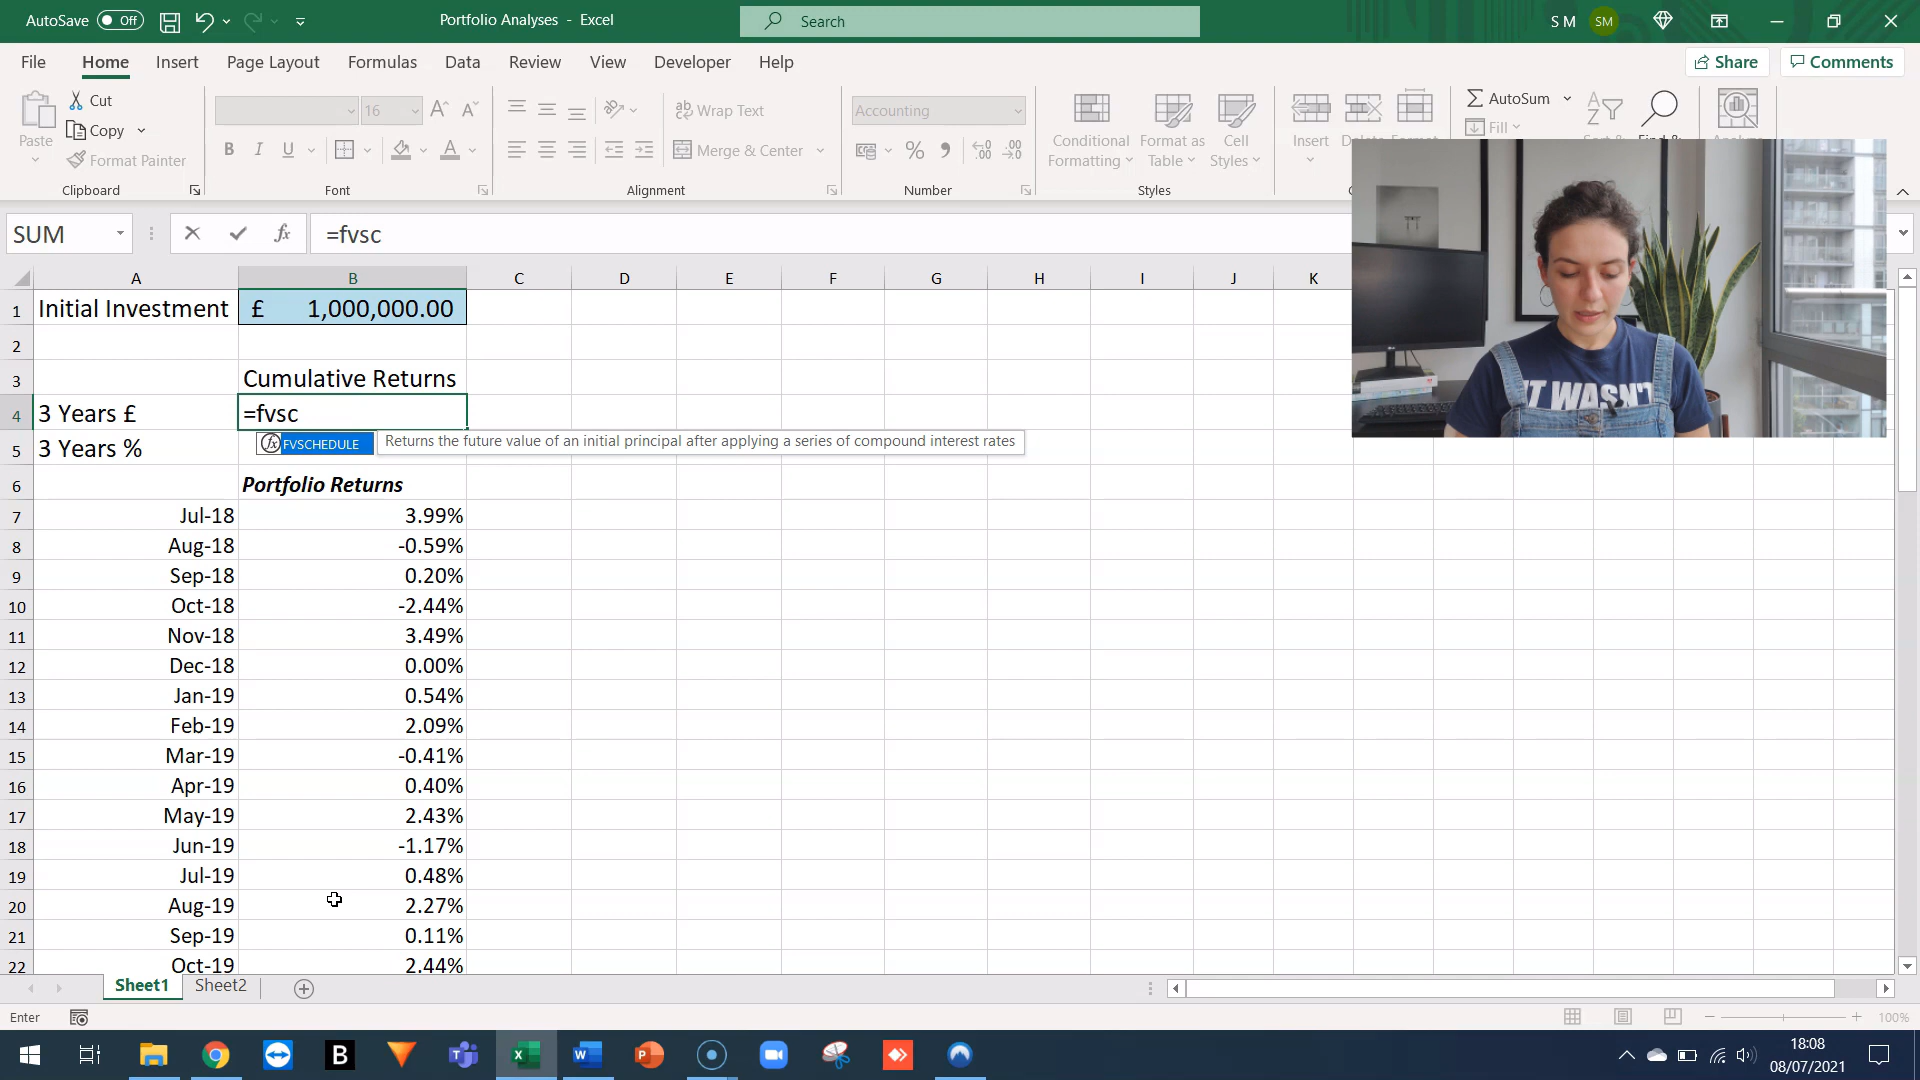 AutoSave Off Portfolio Analyses - Excel Search S M SM
File Home Insert Page Layout Formulas Data Review View Developer Help Share Comments
Paste Cut Copy Format Painter
16
B I U
Wrap Text
Merge & Center
Accounting
% 9
Conditional Formatting
Format as Table
Cell Styles
Insert
AutoSum
Fill
Clipboard Font Alignment Number Styles
SUM fx =fvsc
A B C D E F G H I J K
1 Initial Investment £ 1,000,000.00
2
3 Cumulative Returns
4 3 Years £ =fvsc
FVSCHEDULE Returns the future value of an initial principal after applying a series of compound interest rates
5 3 Years %
6 Portfolio Returns
7 Jul-18 3.99%
8 Aug-18 -0.59%
9 Sep-18 0.20%
10 Oct-18 -2.44%
11 Nov-18 3.49%
12 Dec-18 0.00%
13 Jan-19 0.54%
14 Feb-19 2.09%
15 Mar-19 -0.41%
16 Apr-19 0.40%
17 May-19 2.43%
18 Jun-19 -1.17%
19 Jul-19 0.48%
20 Aug-19 2.27%
21 Sep-19 0.11%
22 Oct-19 2.44%
Sheet1 Sheet2
Enter 100%
18:08
08/07/2021